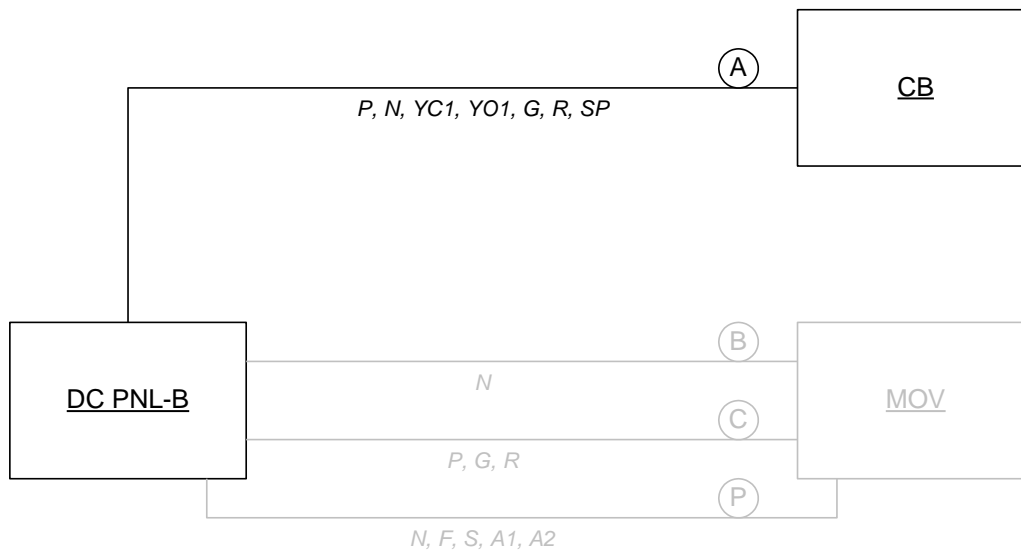 A
CB
P, N, YC1, YO1, G, R, SP
B
DC PNL-B
N
MOV
C
P, G, R
P
N, F, S, A1, A2